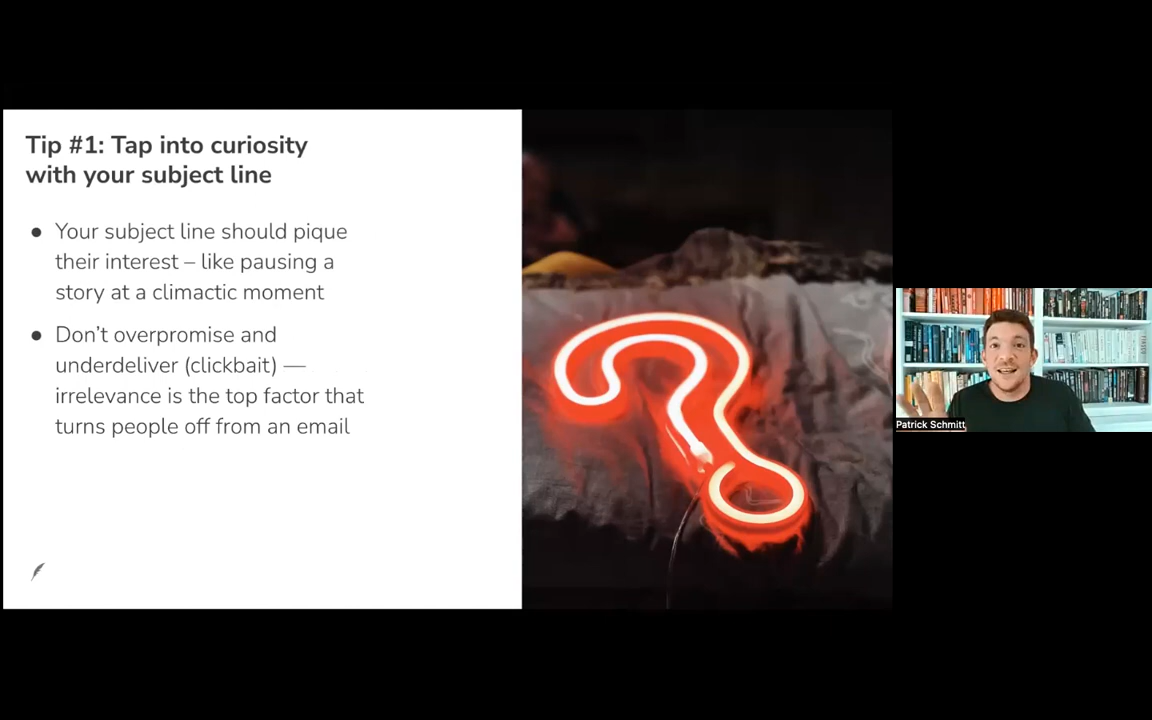 Tip #1: Tap into curiosity
with your subject line
● Your subject line should pique
their interest – like pausing a
story at a climactic moment
● Don’t overpromise and
underdeliver (clickbait) —
irrelevance is the top factor that
turns people off from an email
Patrick Schmitt